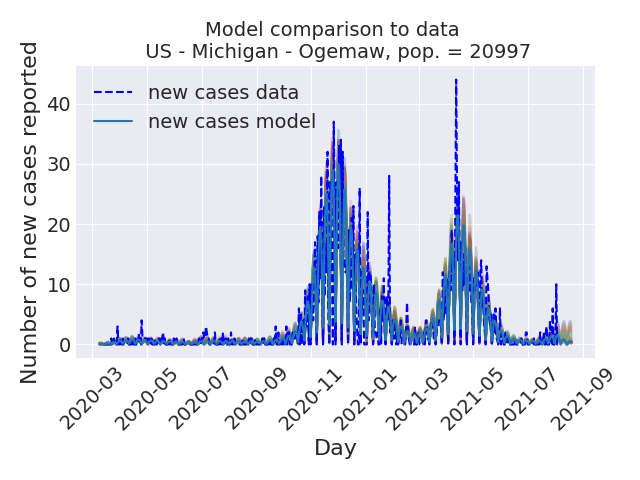 Model comparison to data
US - Michigan - Ogemaw, pop. = 20997
Number of new cases reported
40
30
20
10
0
new cases data
new cases model
2020-03
2020-05
2020-07
2020-09
2020-11
2021-01
2021-03
2021-05
2021-07
2021-09
Day